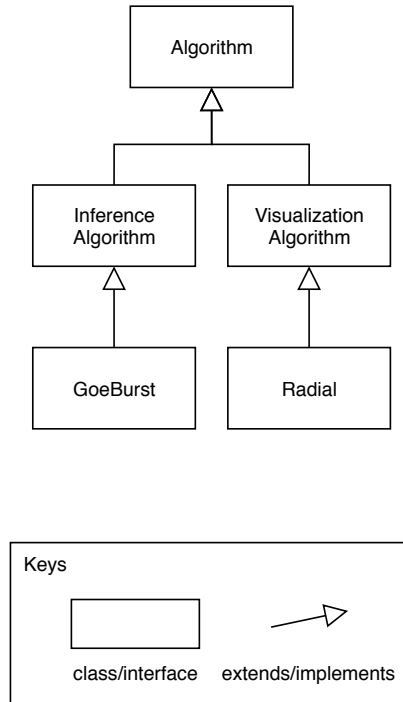 Algorithm
Inference
Algorithm
Visualization
Algorithm
GoeBurst
Radial
Keys
class/interface
extends/implements